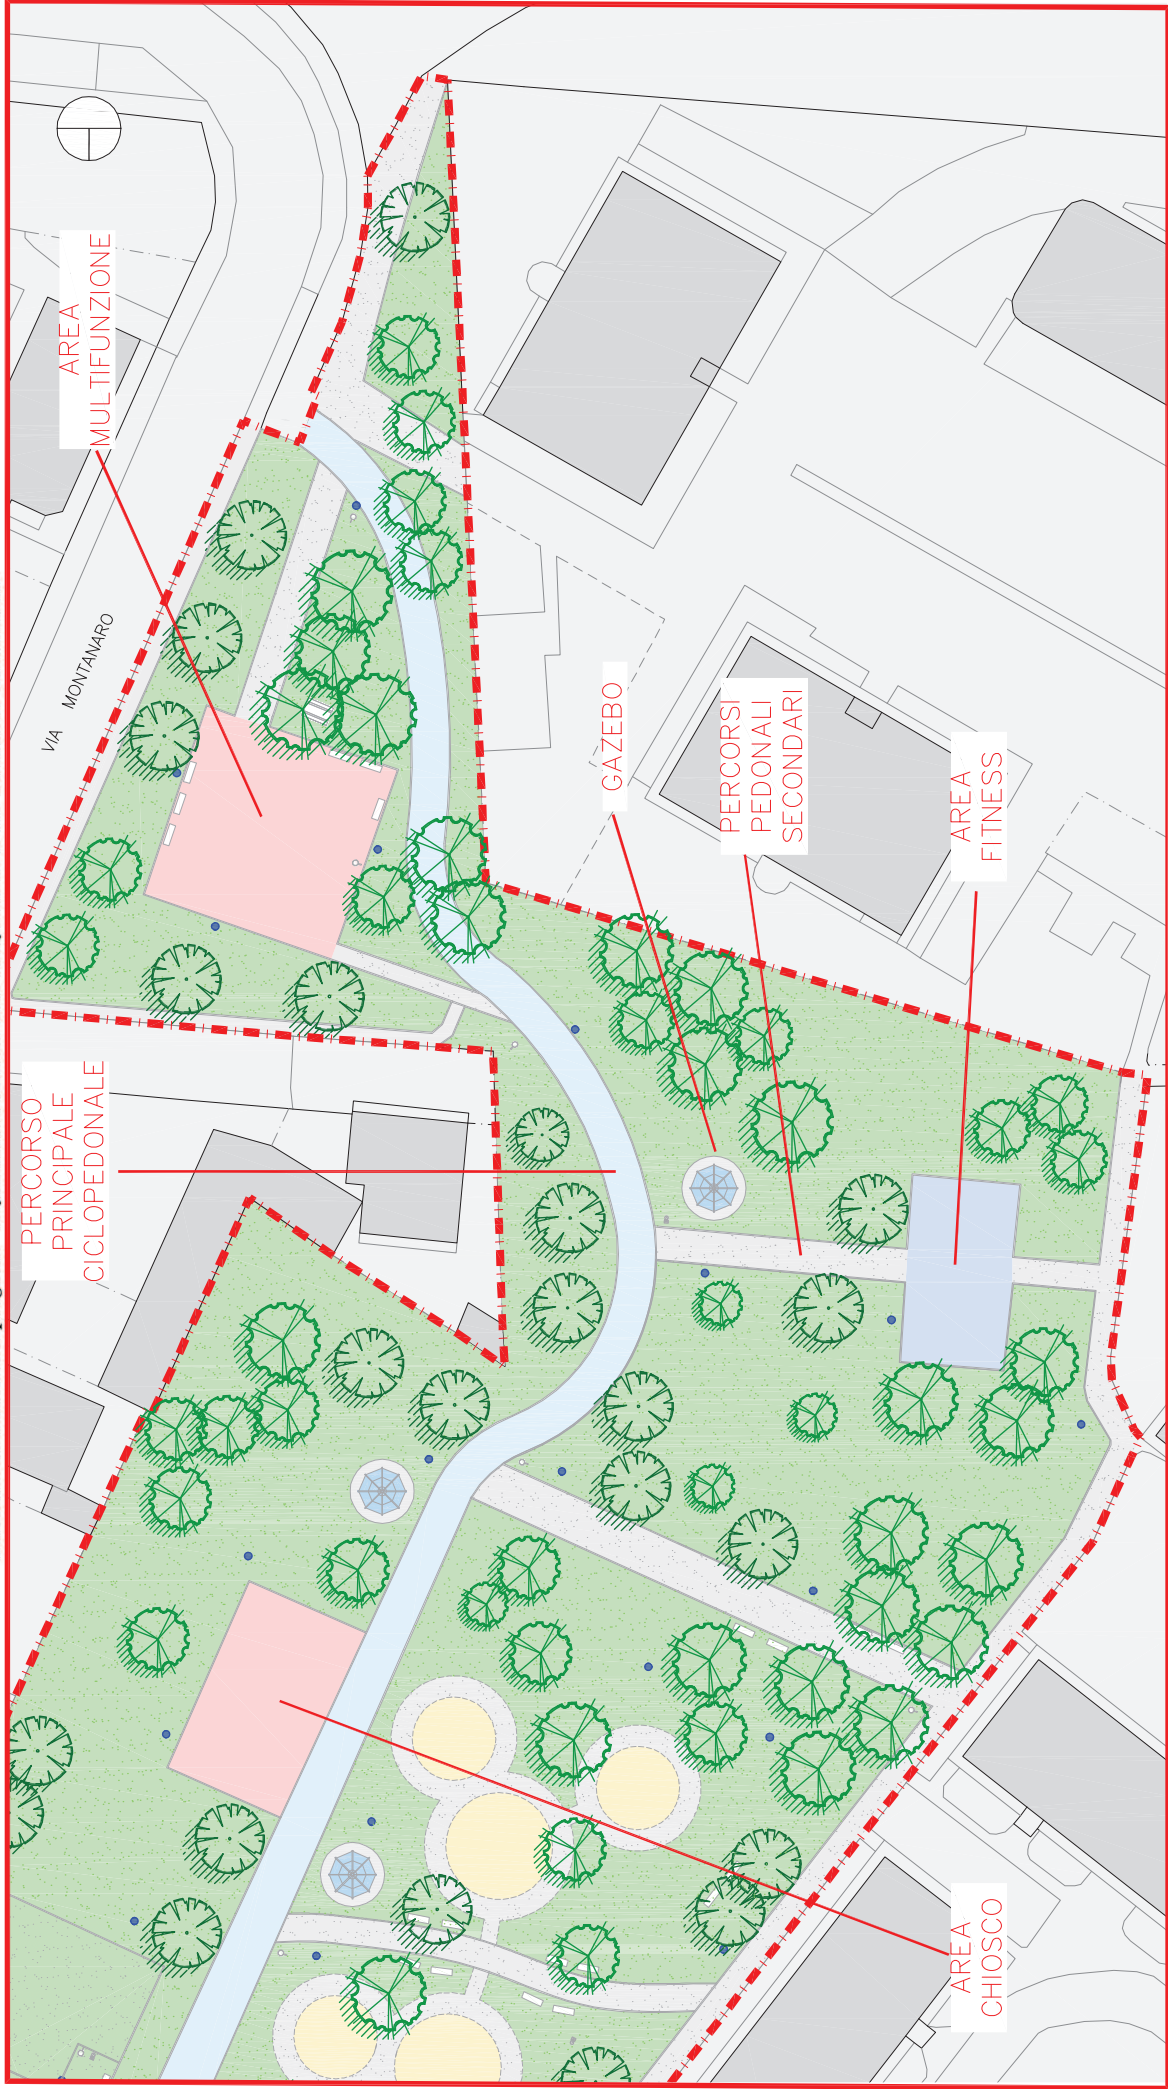 AREA
MULTIFUNZIONE
VIA MONTANARO
GAZEBO
PERCORSI
PEDONALI
SECONDARI
AREA
FITNESS
PERCORSO
PRINCIPALE
CICLOPEDONALE
AREA
CHIOSCO